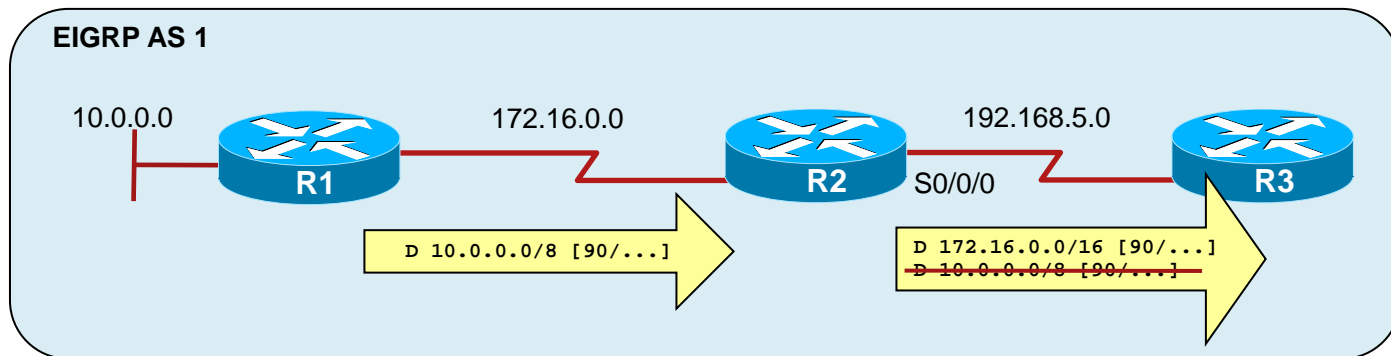 EIGRP AS 1
10.0.0.0
172.16.0.0
192.168.5.0
R1
R2
S0/0/0
R3
D 10.0.0.0/8 [90/...]
D 172.16.0.0/16 [90/...]
D 10.0.0.0/8 [90/...]